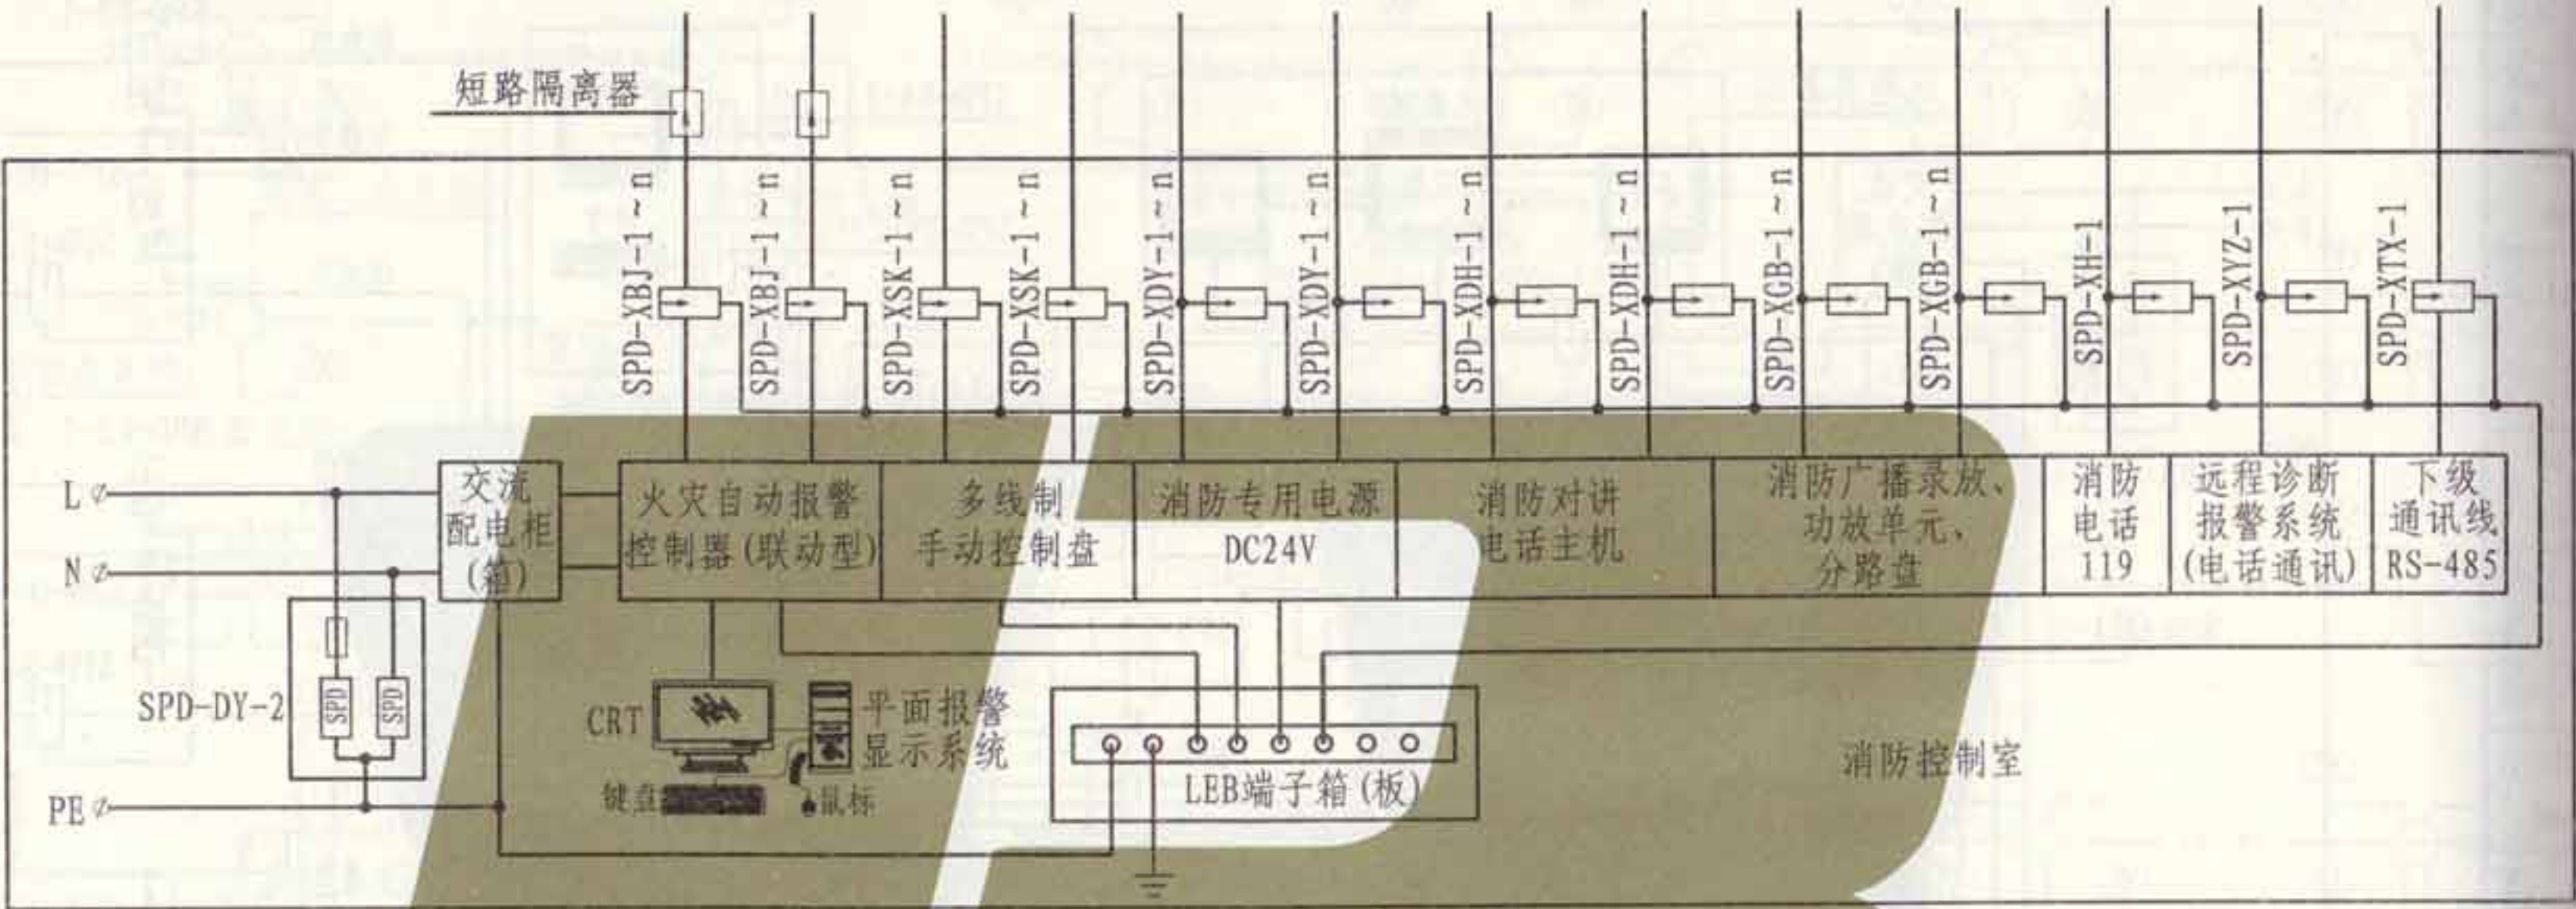 短路隔离器
SPD-XBJ-1~n
SPD-XBJ-1~n
SPD-XSK-1~n
SPD-XSK-1~n
SPD-XDY-1~n
SPD-XDY-1~n
SPD-XDH-1~n
SPD-XDH-1~n
SPD-XGB-1~n
SPD-XGB-1~n
SPD-XH-1
SPD-XYZ-1
SPD-XTX-1
L
N
PE
交流
配电柜
(箱)
火灾自动报警
控制器(联动型)
多线制
手动控制盘
消防专用电源
DC24V
消防对讲
电话主机
消防广播录放、
功放单元、
分路盘
消防
电话
119
远程诊断
报警系统
(电话通讯)
下级
通讯线
RS-485
SPD-DY-2
SPD
SPD
CRT
平面报警
显示系统
键盘
鼠标
LEB端子箱(板)
消防控制室